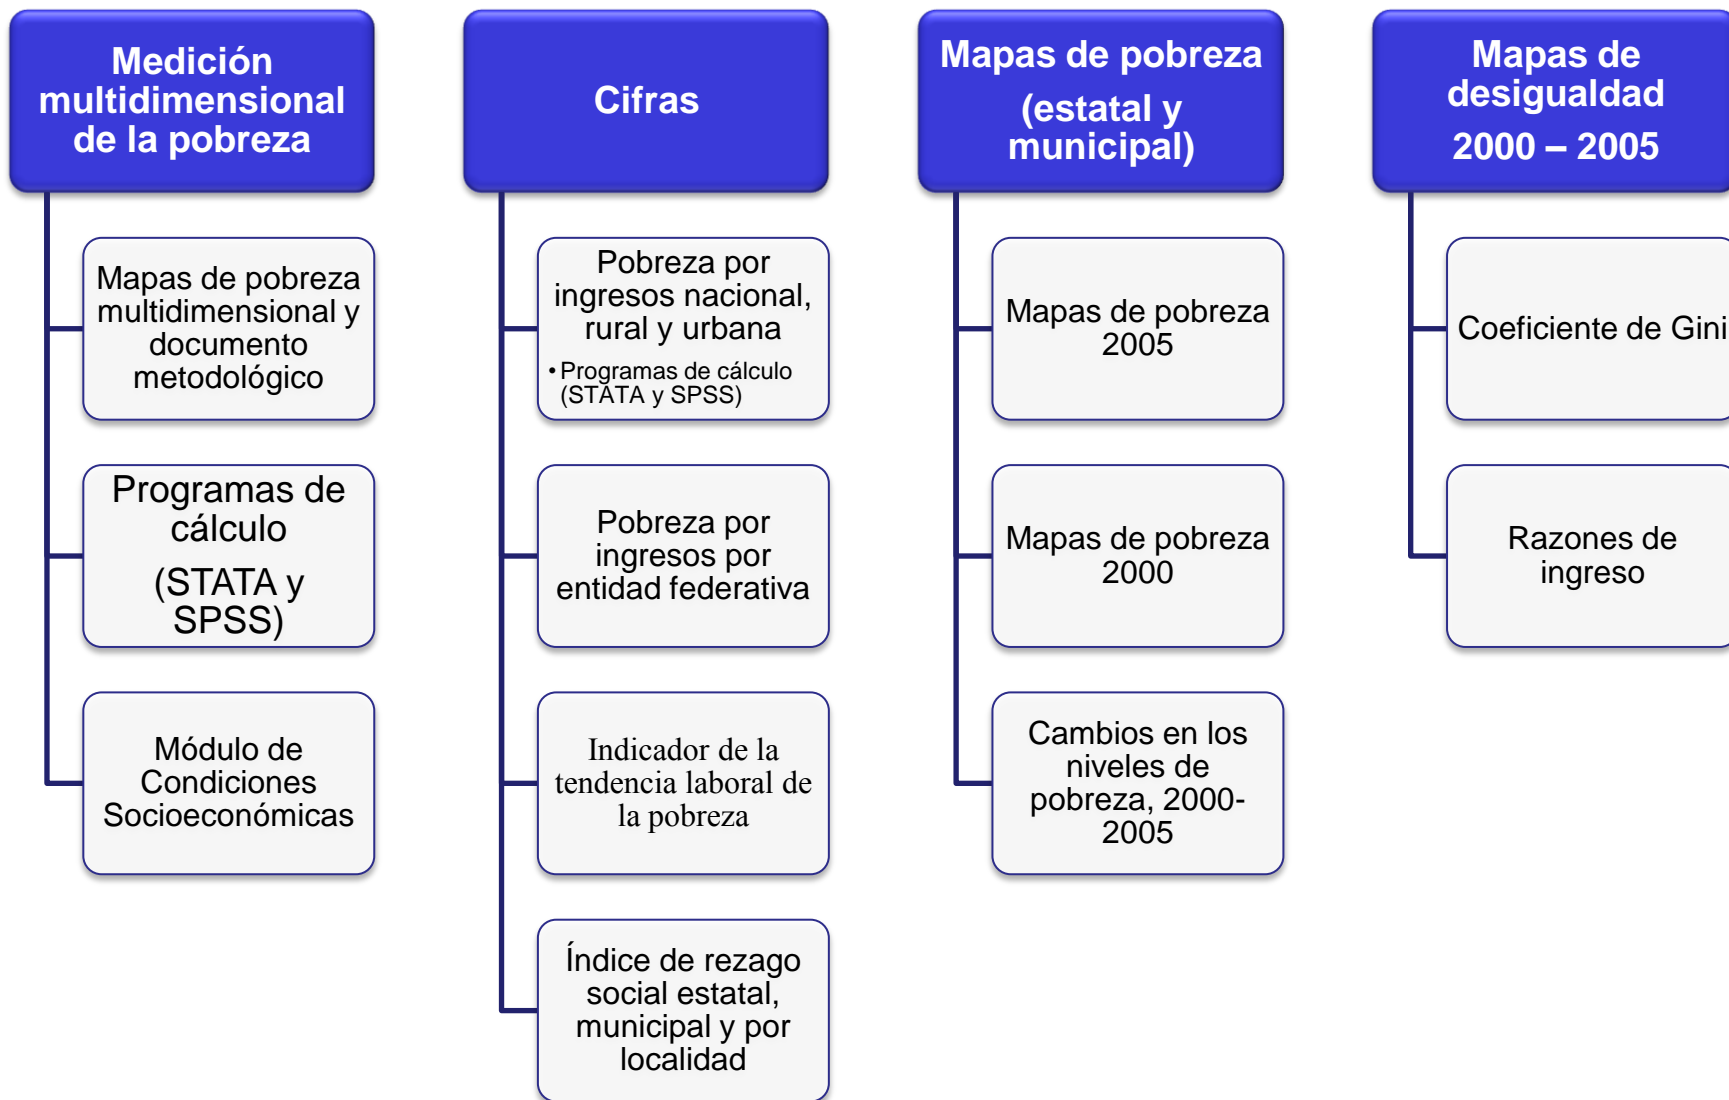 Medición
multidimensional
de la pobreza
Mapas de pobreza
multidimensional y
documento
metodológico
Programas de
cálculo
(STATA y
SPSS)
Módulo de
Condiciones
Socioeconómicas
Cifras
Pobreza por
ingresos nacional,
rural y urbana
• Programas de cálculo
(STATA y SPSS)
Pobreza por
ingresos por
entidad federativa
Indicador de la
tendencia laboral de
la pobreza
Índice de rezago
social estatal,
municipal y por
localidad
Mapas de pobreza
(estatal y
municipal)
Mapas de pobreza
2005
Mapas de pobreza
2000
Cambios en los
niveles de
pobreza, 2000-
2005
Mapas de
desigualdad
2000 – 2005
Coeficiente de Gini
Razones de
ingreso